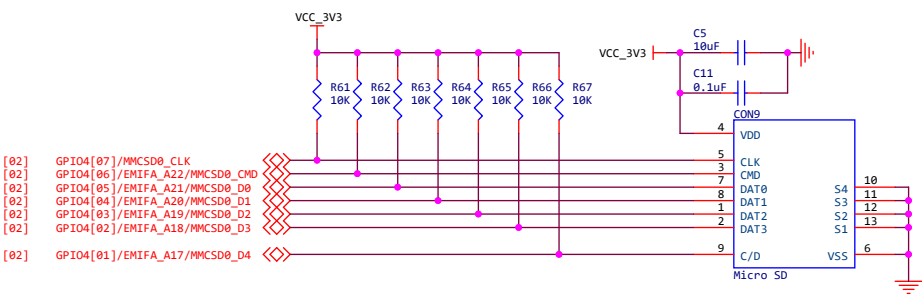 VCC_3V3
C5
10uF
VCC_3V3
C11
0.1uF
R61 R62 R63 R64 R65 R66 R67
10K 10K 10K 10K 10K 10K 10K
CON9
4 VDD
[02] GPIO4[07]/MMCSD0_CLK 5 CLK
[02] GPIO4[06]/EMIFA_A22/MMCSD0_CMD 3 CMD
[02] GPIO4[05]/EMIFA_A21/MMCSD0_D0 7 DAT0 S4 10
[02] GPIO4[04]/EMIFA_A20/MMCSD0_D1 8 DAT1 S3 11
[02] GPIO4[03]/EMIFA_A19/MMCSD0_D2 1 DAT2 S2 12
[02] GPIO4[02]/EMIFA_A18/MMCSD0_D3 2 DAT3 S1 13
[02] GPIO4[01]/EMIFA_A17/MMCSD0_D4 9 C/D VSS 6
Micro SD